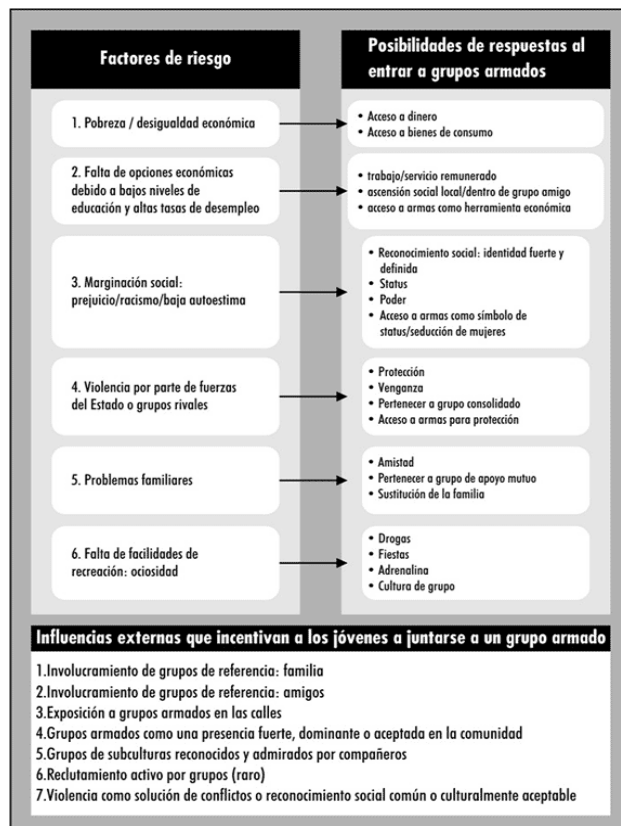 Factores de riesgo
Posibilidades de respuestas al
entrar a grupos armados
1. Pobreza / desigualdad económica
• Acceso a dinero
• Acceso a bienes de consumo
2. Falta de opciones económicas
debido a bajos niveles de
educación y altas tasas de desempleo
• trabajo/servicio remunerado
• ascensión social local/dentro de grupo amigo
• acceso a armas como herramienta económica
3. Marginación social:
prejuicio/racismo/baja autoestima
• Reconocimiento social: identidad fuerte y
definida
• Status
• Poder
• Acceso a armas como símbolo de
status/seducción de mujeres
4. Violencia por parte de fuerzas
del Estado o grupos rivales
• Protección
• Venganza
• Pertenecer a grupo consolidado
• Acceso a armas para protección
5. Problemas familiares
• Amistad
• Pertenecer a grupo de apoyo mutuo
• Sustitución de la familia
6. Falta de facilidades de
recreación: ociosidad
• Drogas
• Fiestas
• Adrenalina
• Cultura de grupo
Influencias externas que incentivan a los jóvenes a juntarse a un grupo armado
1.Involucramiento de grupos de referencia: familia
2.Involucramiento de grupos de referencia: amigos
3.Exposición a grupos armados en las calles
4.Grupos armados como una presencia fuerte, dominante o aceptada en la comunidad
5.Grupos de subculturas reconocidos y admirados por compañeros
6.Reclutamiento activo por grupos (raro)
7.Violencia como solución de conflictos o reconocimiento social común o culturalmente aceptable